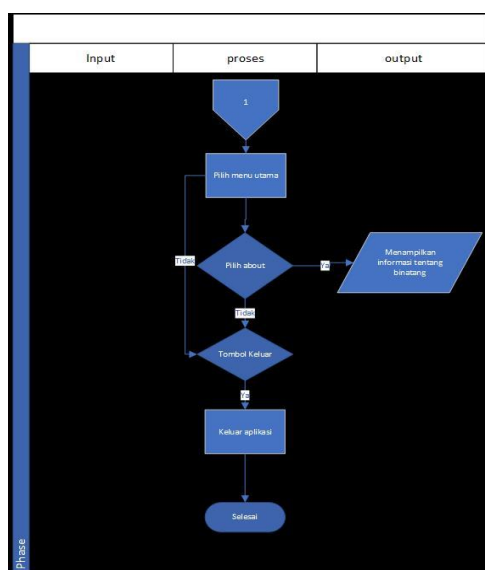 Input
proses
output
1
Pilih menu utama
Pilih about
Tidak
Ya
Menampilkan
informasi tentang
binatang
Tidak
Tombol Keluar
Ya
Keluar aplikasi
Selesai
Phase